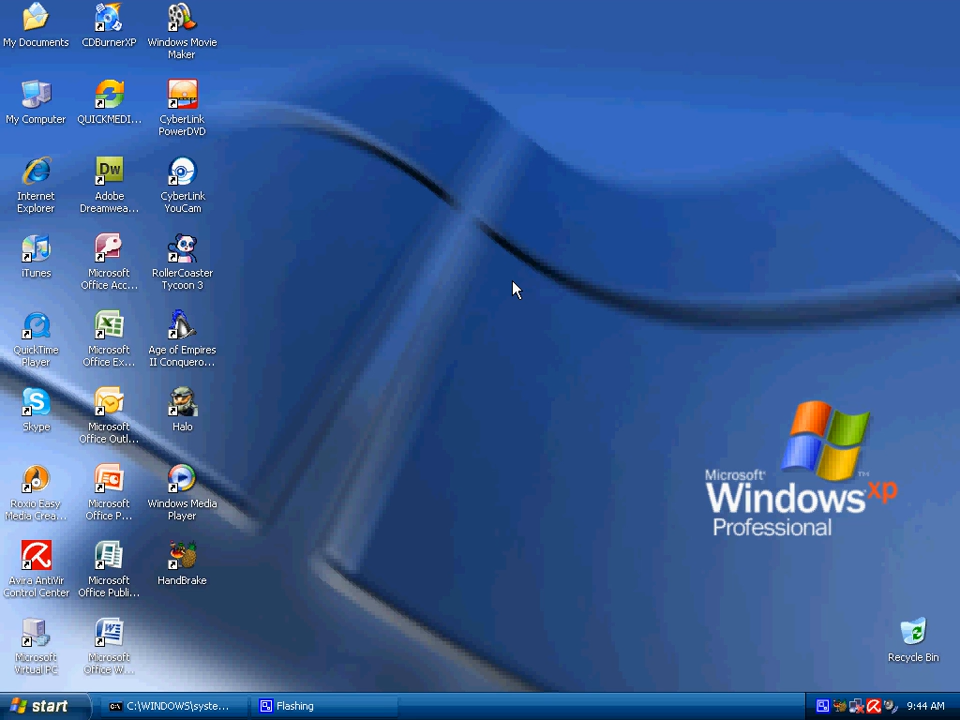 My Documents
CDBurnerXP
Windows Movie
Maker
My Computer
QUICKMEDI...
CyberLink
PowerDVD
Internet
Explorer
Dw
Adobe
Dreamwea...
CyberLink
YouCam
iTunes
Microsoft
Office Acc...
RollerCoaster
Tycoon 3
QuickTime
Player
Microsoft
Office Ex...
Age of Empires
II Conquero...
Skype
Microsoft
Office Outl...
Halo
Roxio Easy
Media Crea...
Microsoft
Office P...
Windows Media
Player
Avira AntiVir
Control Center
Microsoft
Office Publi...
HandBrake
Microsoft
Virtual PC
Microsoft
Office W...
Microsoft®
Windows xp
Professional
TM
Recycle Bin
start
C:\WINDOWS\syste...
Flashing
9:44 AM